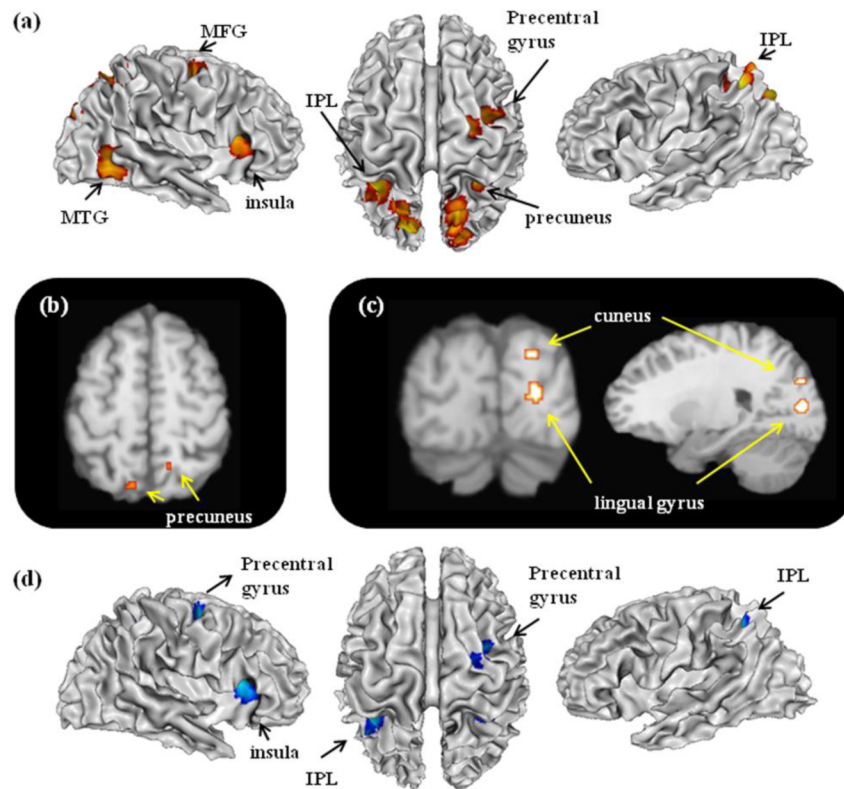 (a)
MFG
Precentral
gyrus
IPL
IPL
MTG
insula
precuneus
(b)
precuneus
(c)
cuneus
lingual gyrus
(d)
Precentral
gyrus
Precentral
gyrus
IPL
insula
IPL